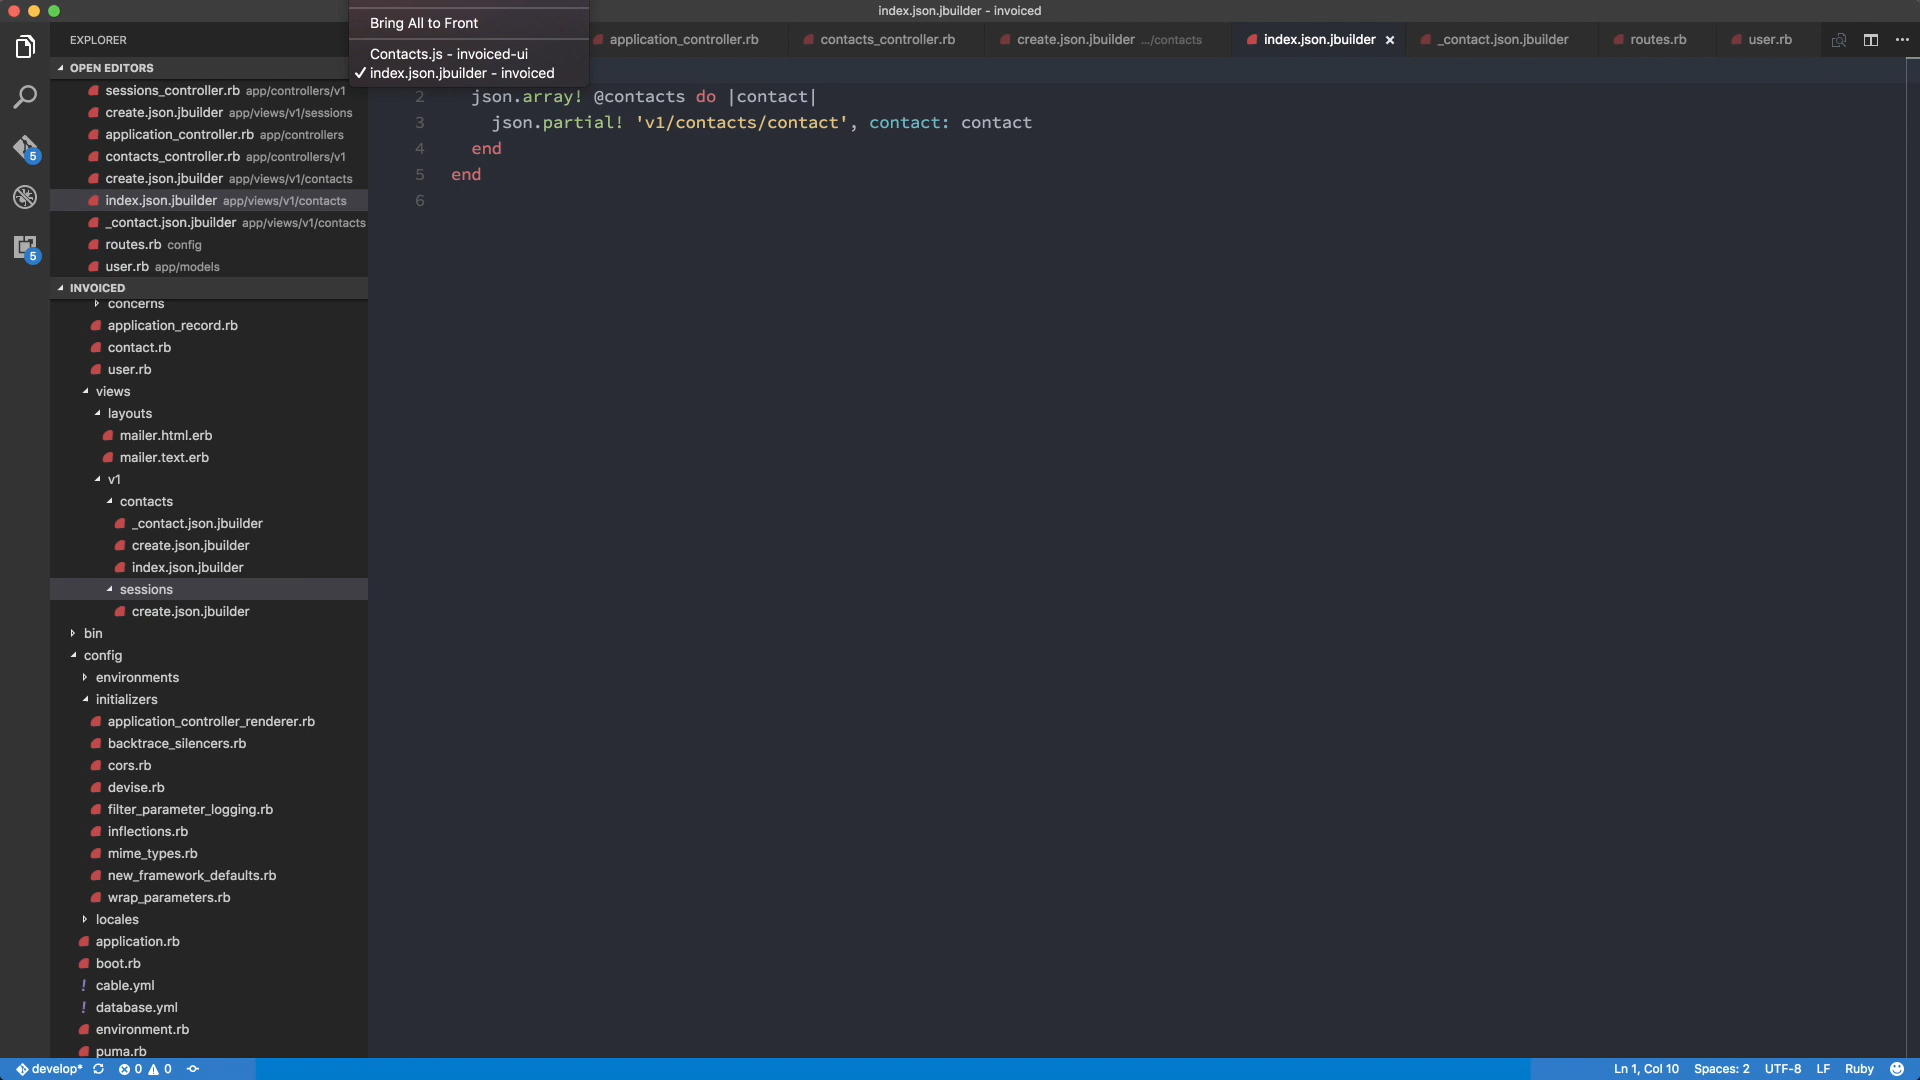 index.json.jbuilder - invoiced
Bring All to Front
Contacts.js - invoiced-ui
✓ index.json.jbuilder - invoiced
EXPLORER
application_controller.rb
contacts_controller.rb
create.json.jbuilder .../contacts
index.json.jbuilder
_contact.json.jbuilder
routes.rb
user.rb
OPEN EDITORS
sessions_controller.rb app/controllers/v1
create.json.jbuilder app/views/v1/sessions
application_controller.rb app/controllers
contacts_controller.rb app/controllers/v1
create.json.jbuilder app/views/v1/contacts
index.json.jbuilder app/views/v1/contacts
_contact.json.jbuilder app/views/v1/contacts
routes.rb config
user.rb app/models
5
5
INVOICED
concerns
application_record.rb
contact.rb
user.rb
views
layouts
mailer.html.erb
mailer.text.erb
v1
contacts
_contact.json.jbuilder
create.json.jbuilder
index.json.jbuilder
sessions
create.json.jbuilder
bin
config
environments
initializers
application_controller_renderer.rb
backtrace_silencers.rb
cors.rb
devise.rb
filter_parameter_logging.rb
inflections.rb
mime_types.rb
new_framework_defaults.rb
wrap_parameters.rb
locales
application.rb
boot.rb
! cable.yml
! database.yml
environment.rb
puma.rb
2 json.array! @contacts do |contact|
3 json.partial! 'v1/contacts/contact', contact: contact
4 end
5 end
6
develop* 0 0
Ln 1, Col 10 Spaces: 2 UTF-8 LF Ruby